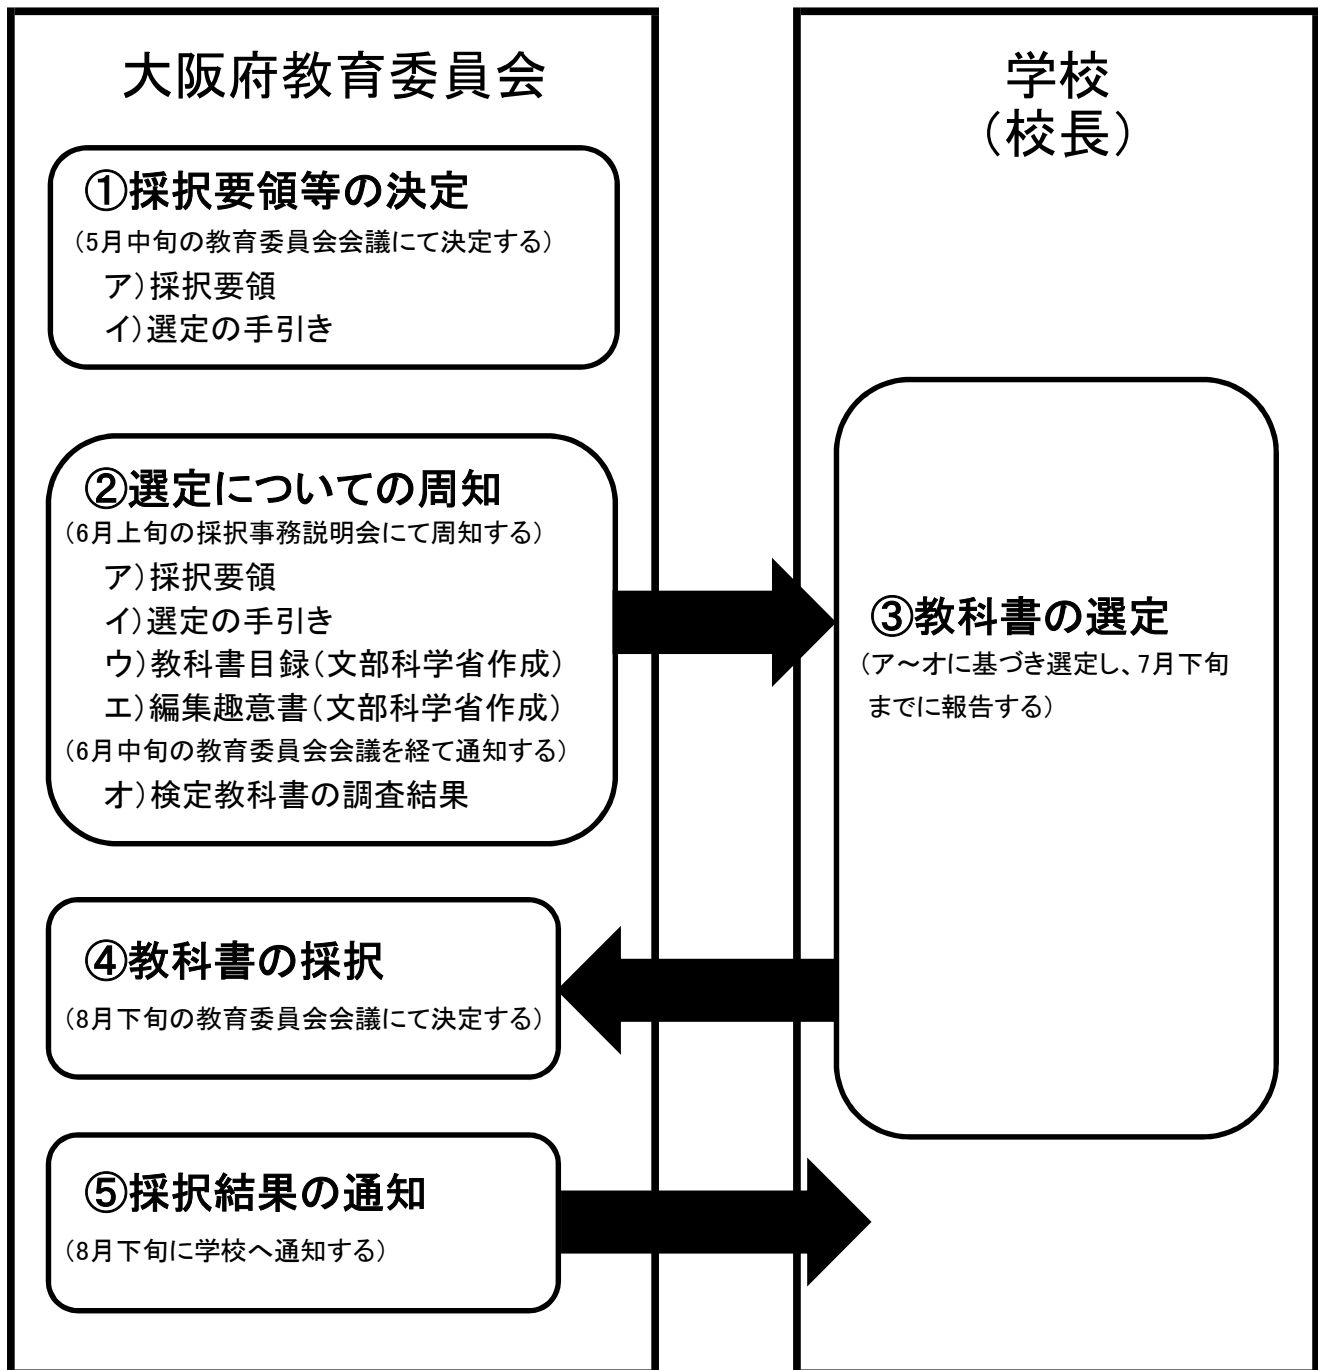 大阪府教育委員会
①採択要領等の決定
（5月中旬の教育委員会会議にて決定する）
ア）採択要領
イ）選定の手引き
②選定についての周知
（6月上旬の採択事務説明会にて周知する）
ア）採択要領
イ）選定の手引き
ウ）教科書目録（文部科学省作成）
エ）編集趣意書（文部科学省作成）
（6月中旬の教育委員会会議を経て通知する）
オ）検定教科書の調査結果
④教科書の採択
（8月下旬の教育委員会会議にて決定する）
⑤採択結果の通知
（8月下旬に学校へ通知する）
学校
（校長）
③教科書の選定
（ア～オに基づき選定し、7月下旬
までに報告する）